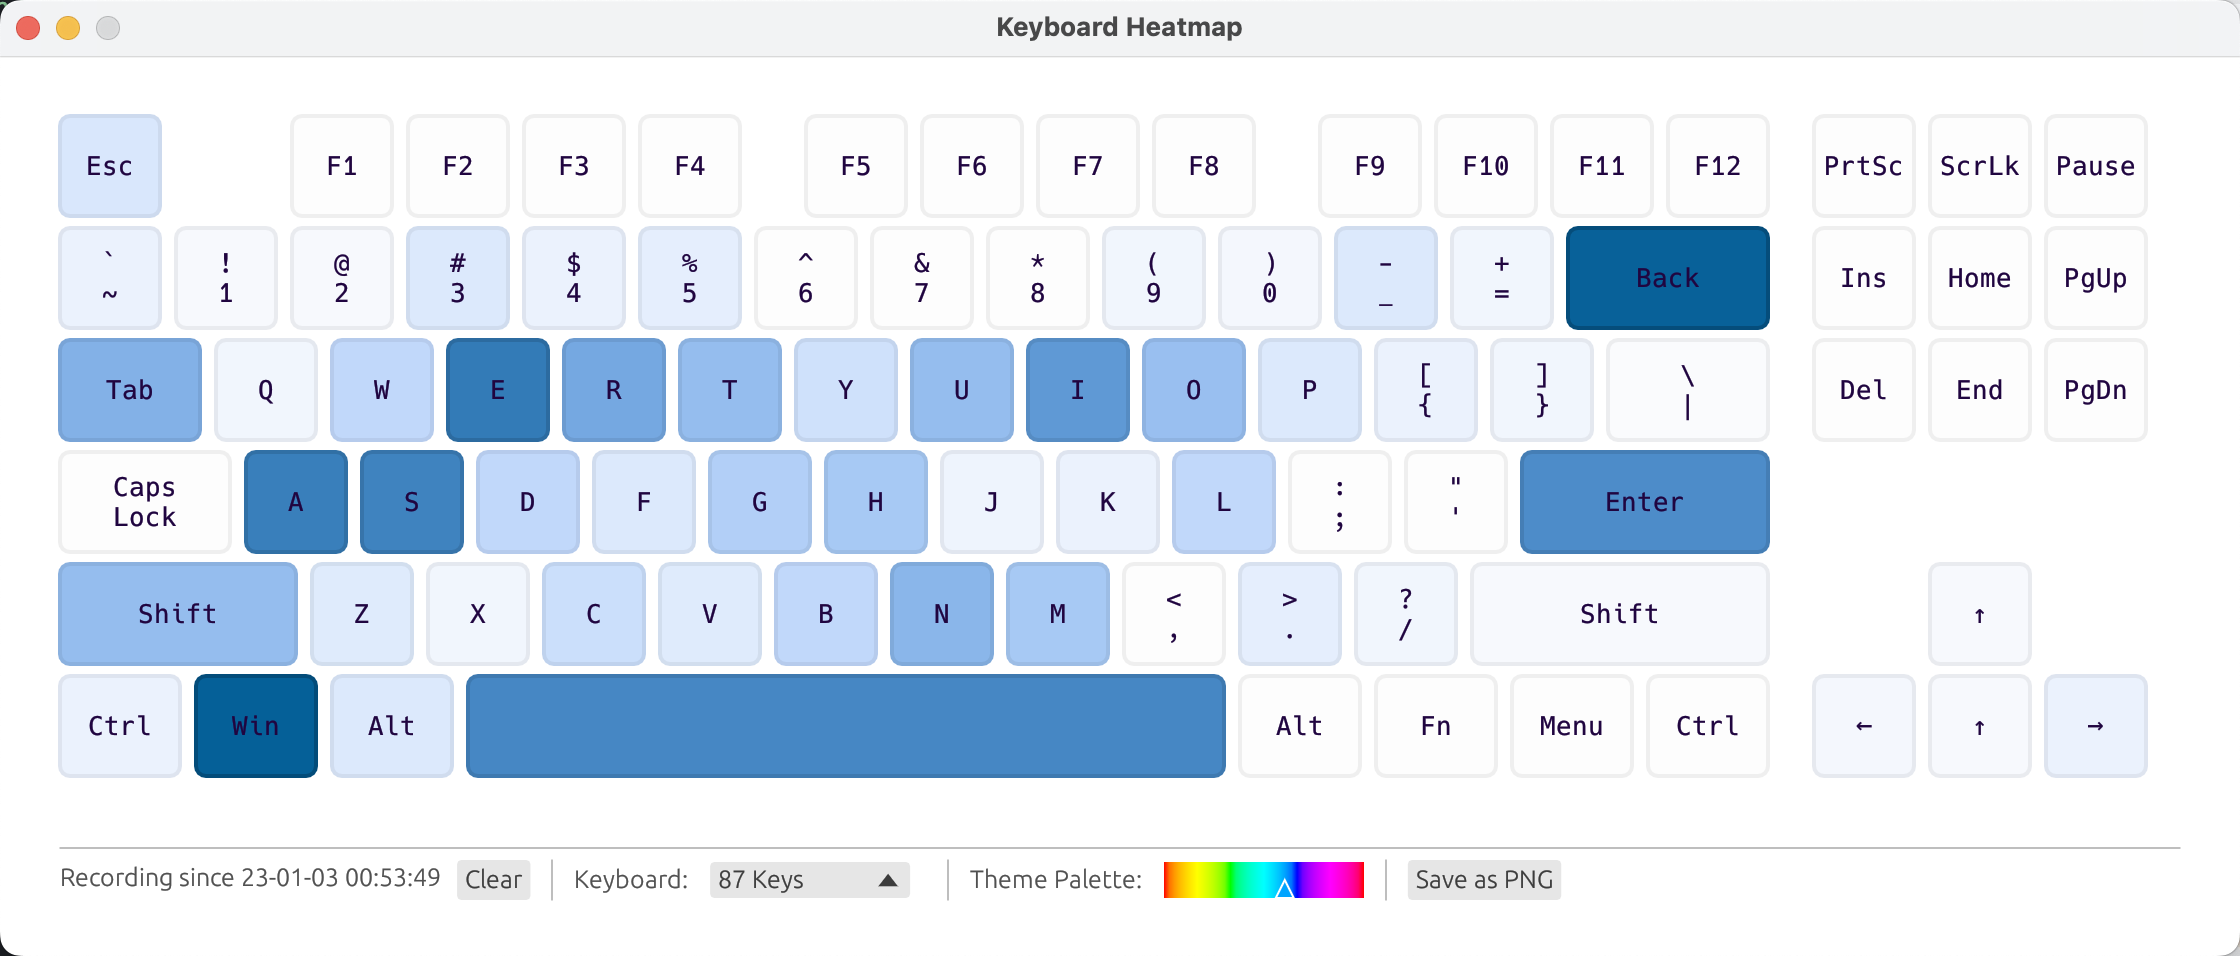 Keyboard Heatmap
Esc F1 F2 F3 F4 F5 F6 F7 F8 F9 F10 F11 F12 PrtSc ScrLk Pause
` ! @ # $ % ^ & * ( ) - + Back Ins Home PgUp
~ 1 2 3 4 5 6 7 8 9 0 _ =
Tab Q W E R T Y U I O P [ ] \ Del End PgDn
{ } |
Caps A S D F G H J K L : " Enter
Lock ; '
Shift Z X C V B N M < > ? Shift ↑
, . /
Ctrl Win Alt Alt Fn Menu Ctrl ← ↑ →
Recording since 23-01-03 00:53:49 Clear Keyboard: 87 Keys Theme Palette: Save as PNG